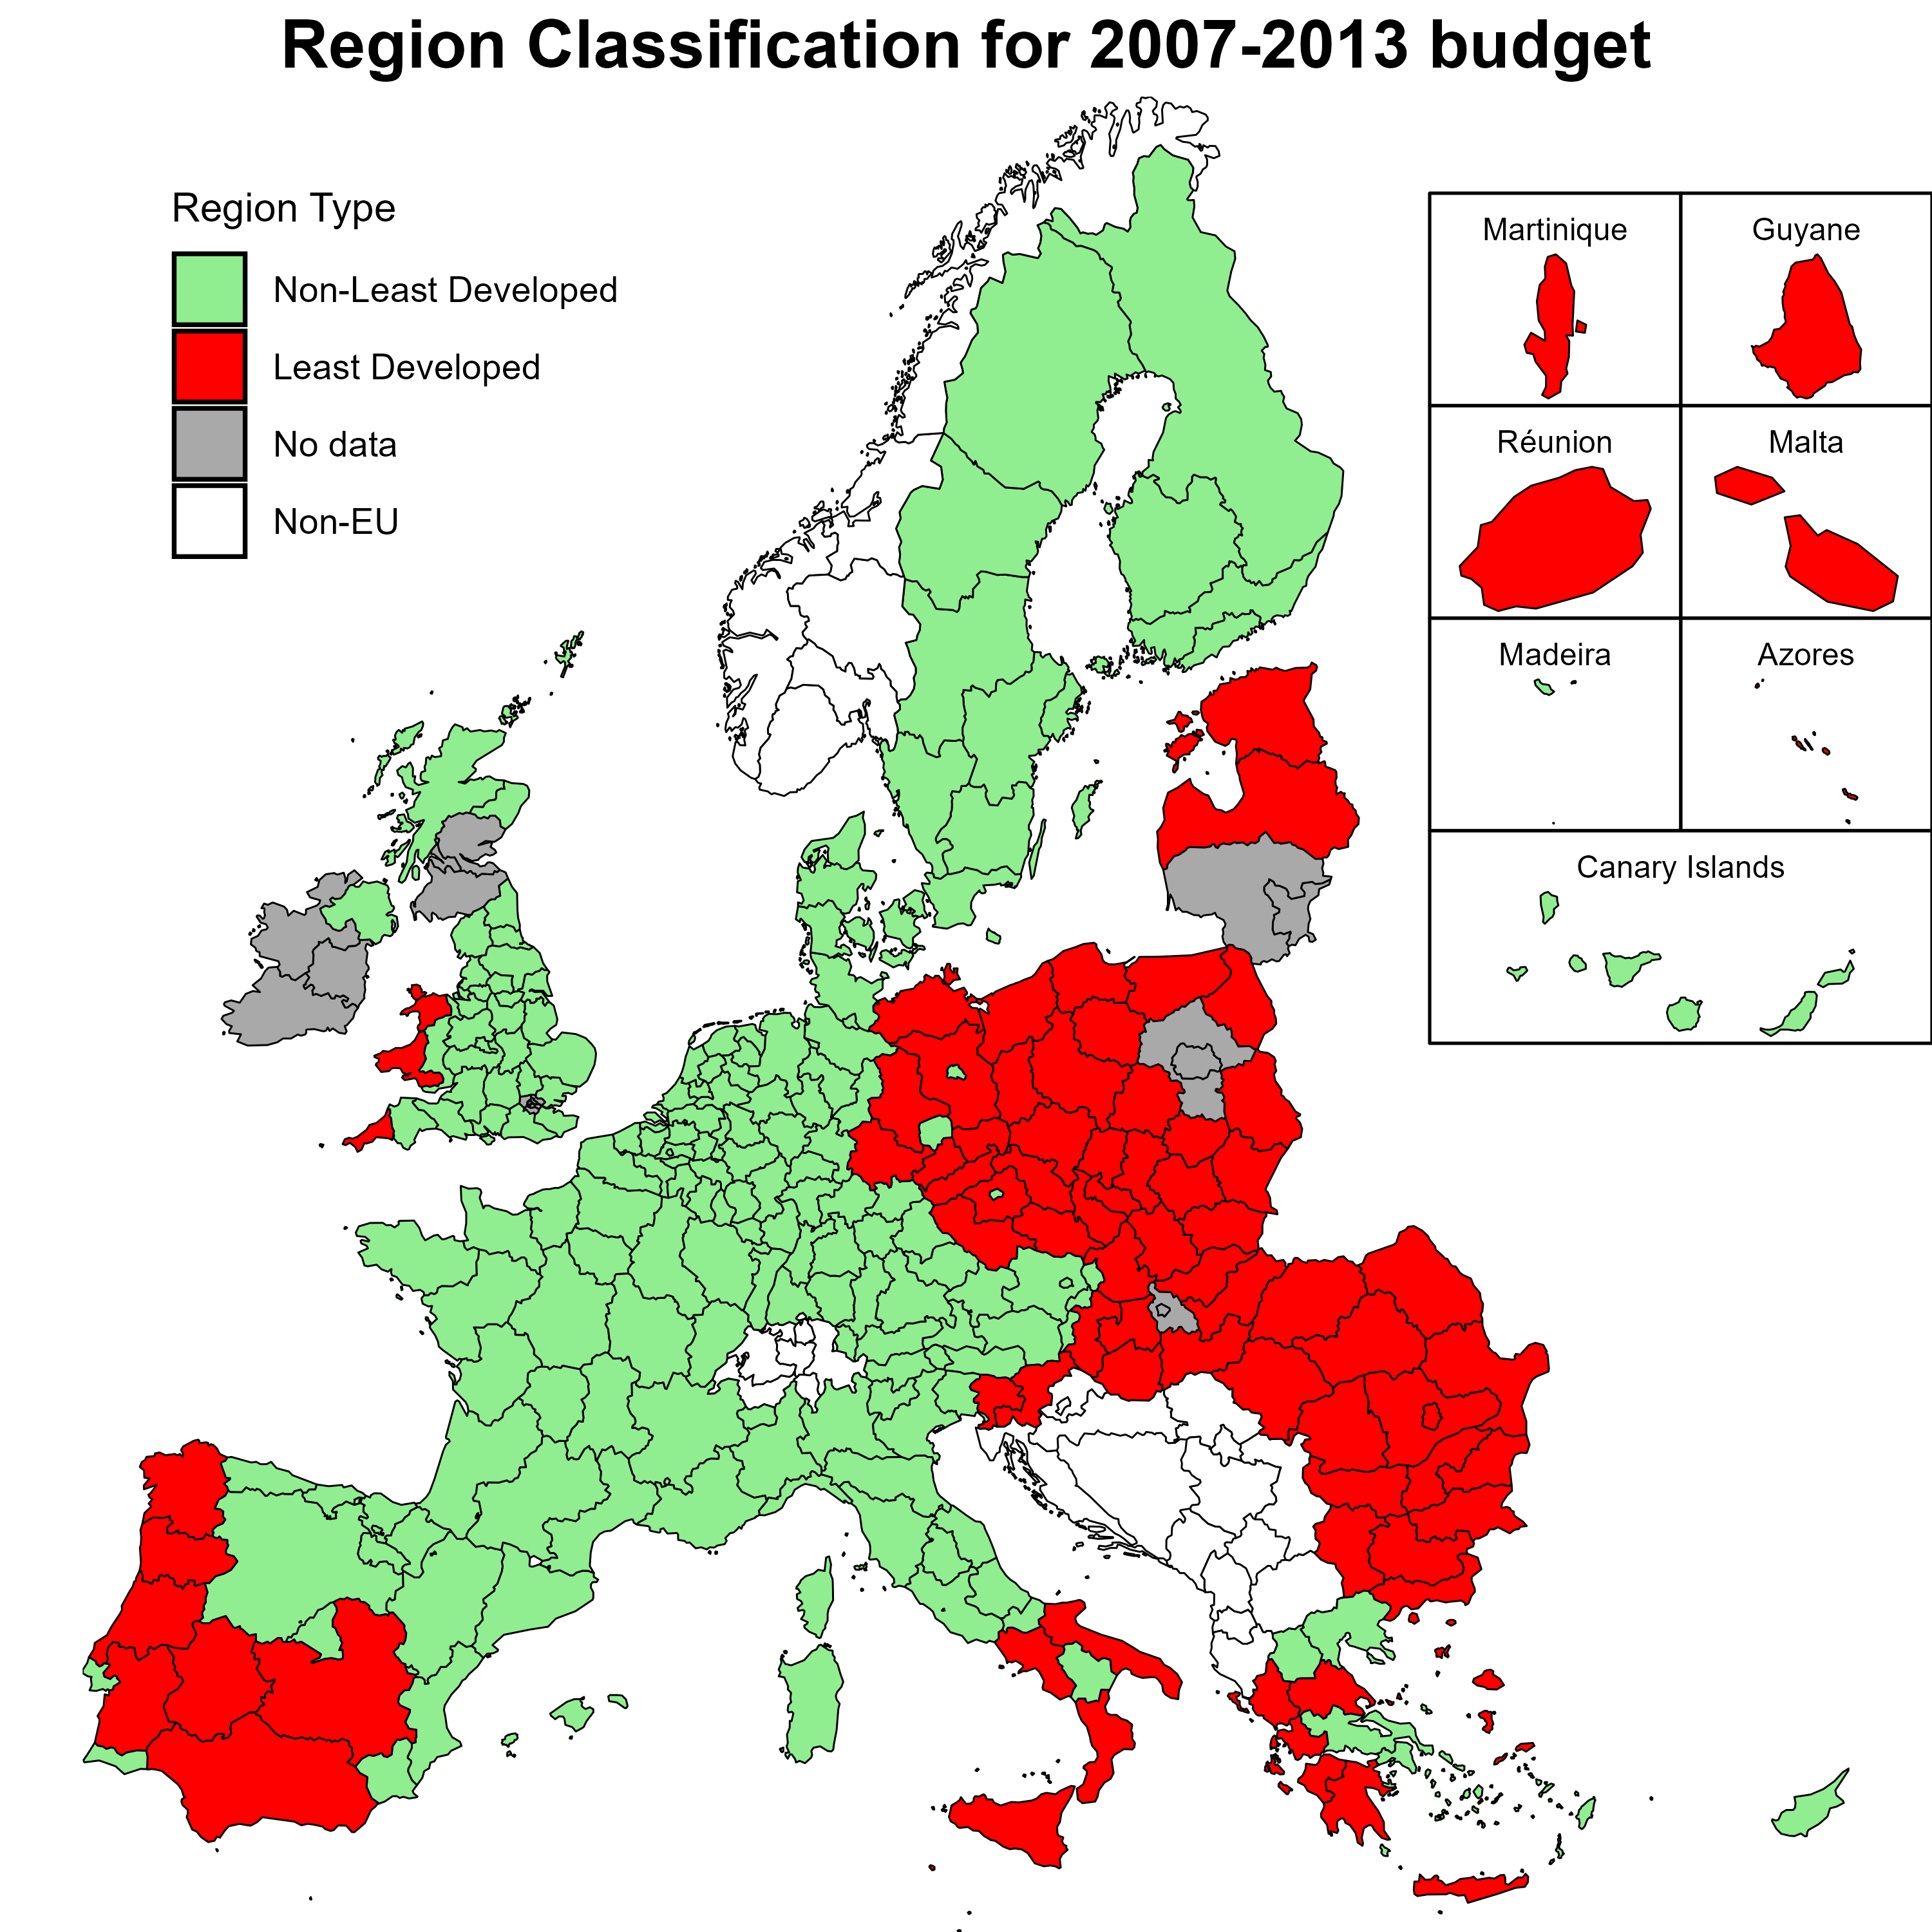 Region Classification for 2007-2013 budget
Region Type
Non-Least Developed
Least Developed
No data
Non-EU
Martinique
Guyane
Réunion
Malta
Madeira
Azores
Canary Islands